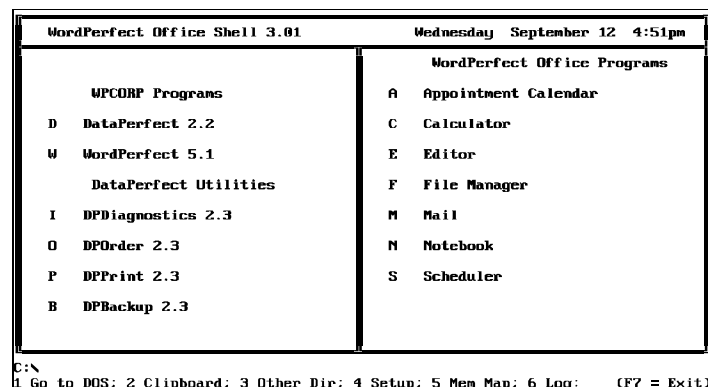 WordPerfect Office Shell 3.01 Wednesday September 12 4:51pm
WPCORP Programs
D DataPerfect 2.2
W WordPerfect 5.1
DataPerfect Utilities
I DPDiagnostics 2.3
O DPOrder 2.3
P DPPrint 2.3
B DPBackup 2.3
WordPerfect Office Programs
A Appointment Calendar
C Calculator
E Editor
F File Manager
M Mail
N Notebook
S Scheduler
C:\
1 Go to DOS; 2 Clipboard; 3 Other Dir; 4 Setup; 5 Mem Map; 6 Log: (F7 = Exit)